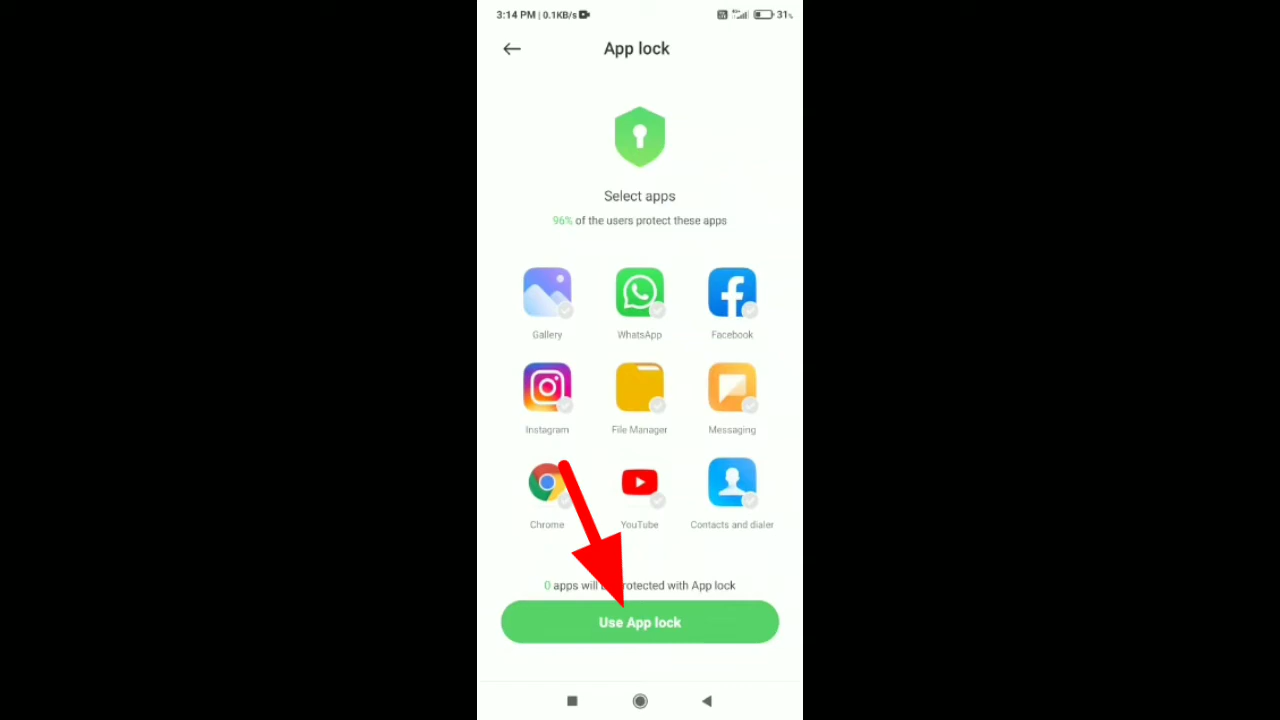 3:14 PM | 0.1KB/s
31%
App lock
Select apps
96% of the users protect these apps
Gallery
WhatsApp
Facebook
Instagram
File Manager
Messaging
Chrome
YouTube
Contacts and dialer
0 apps will protected with App lock
Use App lock